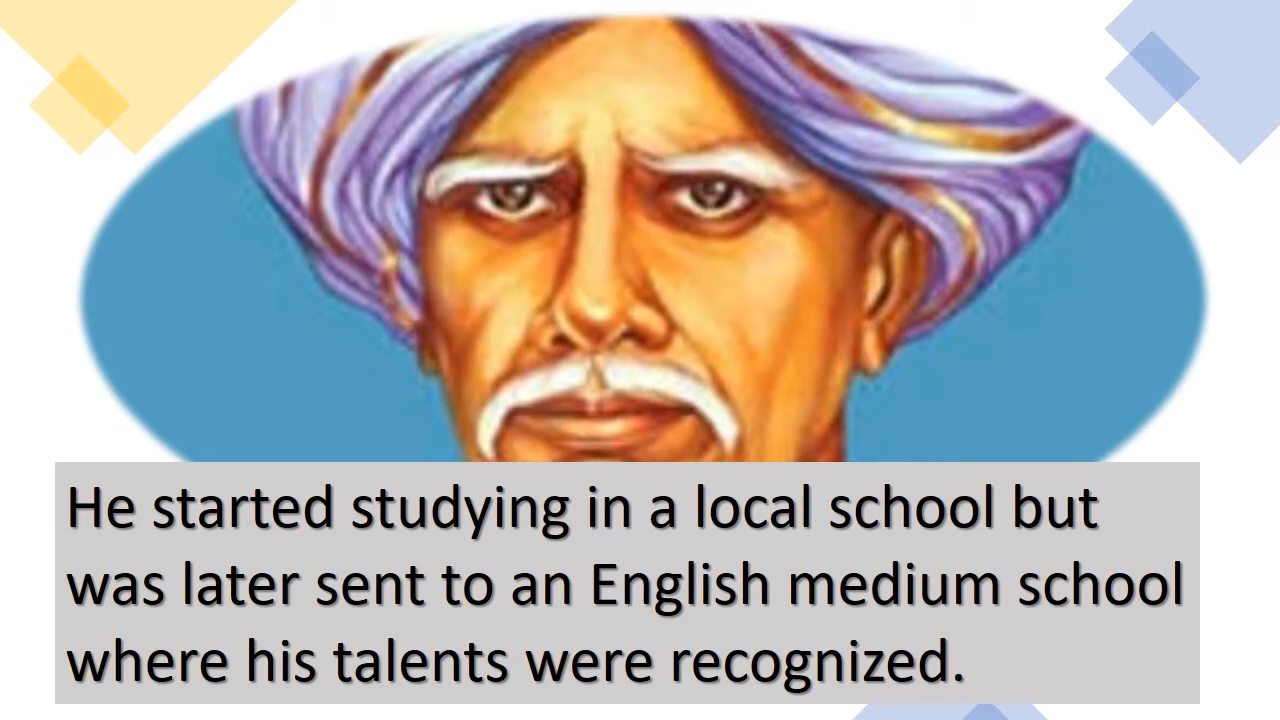 He started studying in a local school but
was later sent to an English medium school
where his talents were recognized.